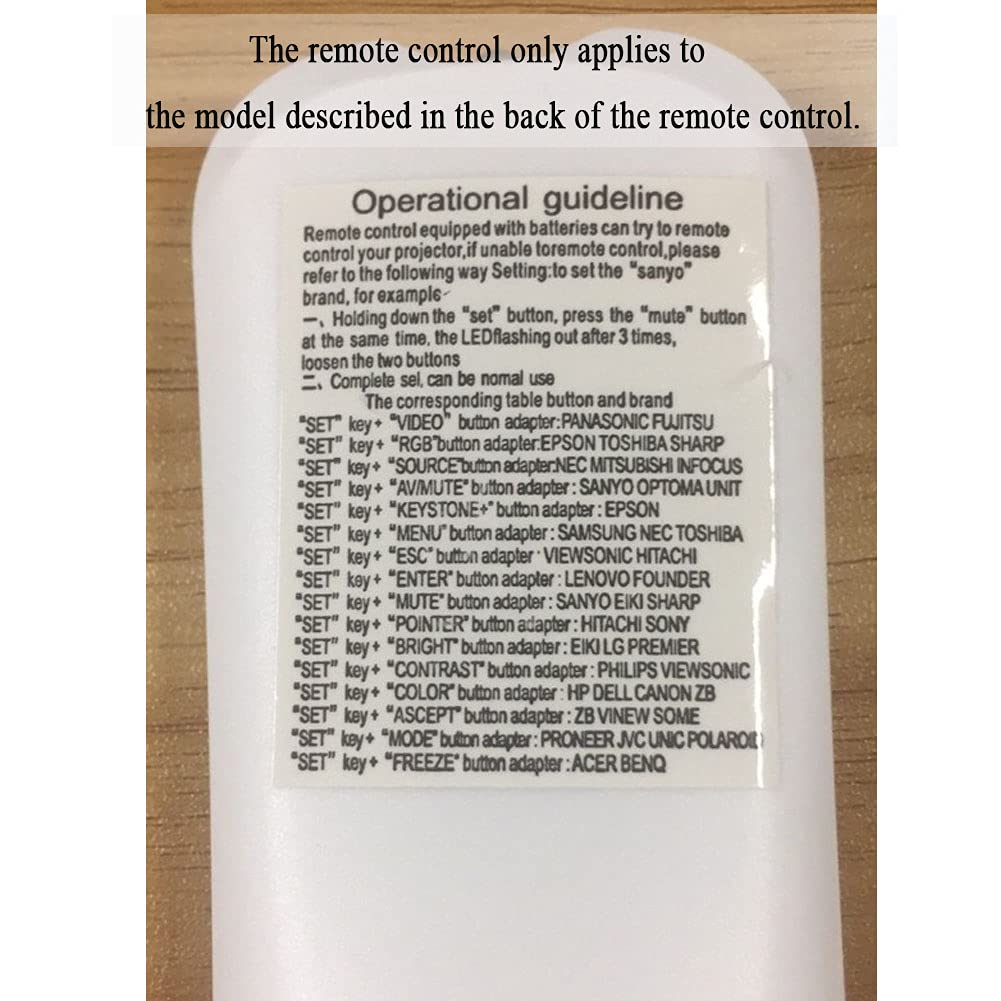 The remote control only applies to
the model described in the back of the remote control.
Operational guideline
Remote control equipped with batteries can try to remote
control your projector,if unable toremote control,please
refer to the following way Setting:to set the "sanyo"
brand, for example-
一、Holding down the "set" button, press the "mute" button
at the same time, the LEDflashing out after 3 times,
loosen the two buttons
二、Complete sel, can be nomal use
The corresponding table button and brand
"SET" key+ "VIDEO" button adapter:PANASONIC FUJITSU
"SET" key+ "RGB"button adapter:EPSON TOSHIBA SHARP
"SET" key+ "SOURCE"button adapter:NEC MITSUBISHI INFOCUS
"SET" key+ "AV/MUTE" button adapter: SANYO OPTOMA UNIT
"SET" key+ "KEYSTONE+" button adapter: EPSON
"SET" key+ "MENU" button adapter: SAMSUNG NEC TOSHIBA
"SET" key+ "ESC" button adapter: VIEWSONIC HITACHI
"SET" key+ "ENTER" button adapter: LENOVO FOUNDER
"SET" key+ "MUTE" button adapter: SANYO EIKI SHARP
"SET" key+ "POINTER" button adapter: HITACHI SONY
"SET" key+ "BRIGHT" button adapter: EIKI LG PREMIER
"SET" key+ "CONTRAST" button adapter: PHILIPS VIEWSONIC
"SET" key+ "COLOR" button adapter: HP DELL CANON ZB
"SET" key+ "ASCEPT" button adapter: ZB VINEW SOME
"SET" key+ "MODE" button adapter: PRONEER JVC UNIC POLAROID
"SET" key+ "FREEZE" button adapter:ACER BENQ